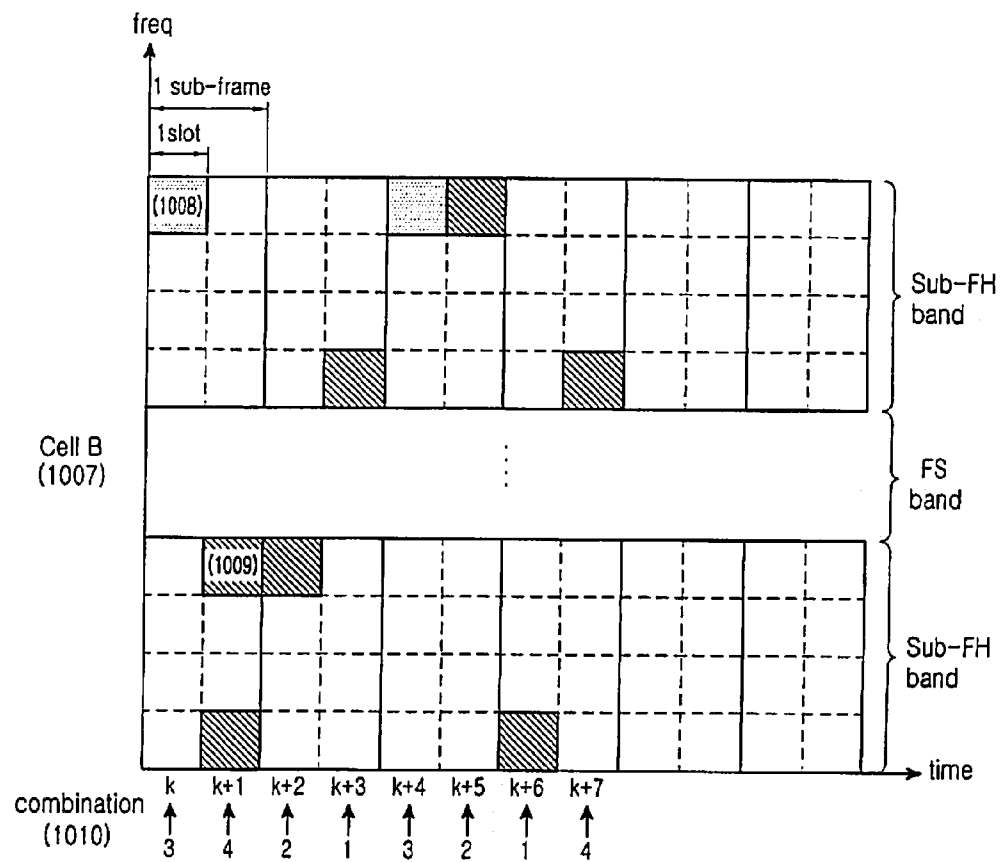 freq
1 sub-frame
1slot
(1008)
Sub-FH
band
Cell B
(1007)
FS
band
(1009)
Sub-FH
band
time
k k+1 k+2 k+3 k+4 k+5 k+6 k+7
combination
(1010)
3 4 2 1 3 2 1 4